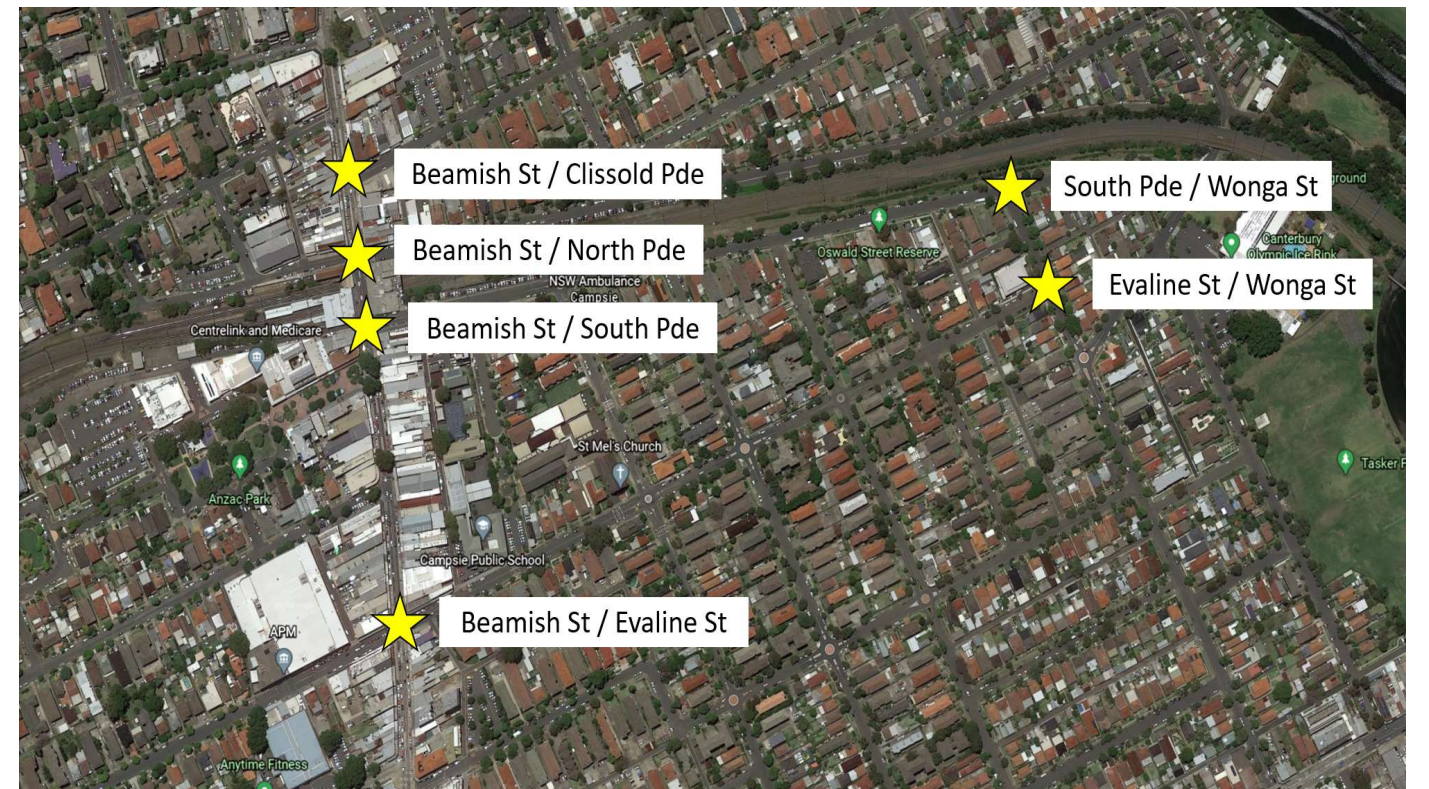 Beamish St / Clissold Pde
South Pde / Wonga St
ground
Beamish St / North Pde
Canterbury
Olympic Ice Rink
Oswald Street Reserve
Evaline St / Wonga St
NSW Ambulance
Campsie
Beamish St / South Pde
Centrelink and Medicare
St Mel's Church
Tasker P
Anzac Park
Campsie Public School
Beamish St / Evaline St
APM
Anytime Fitness